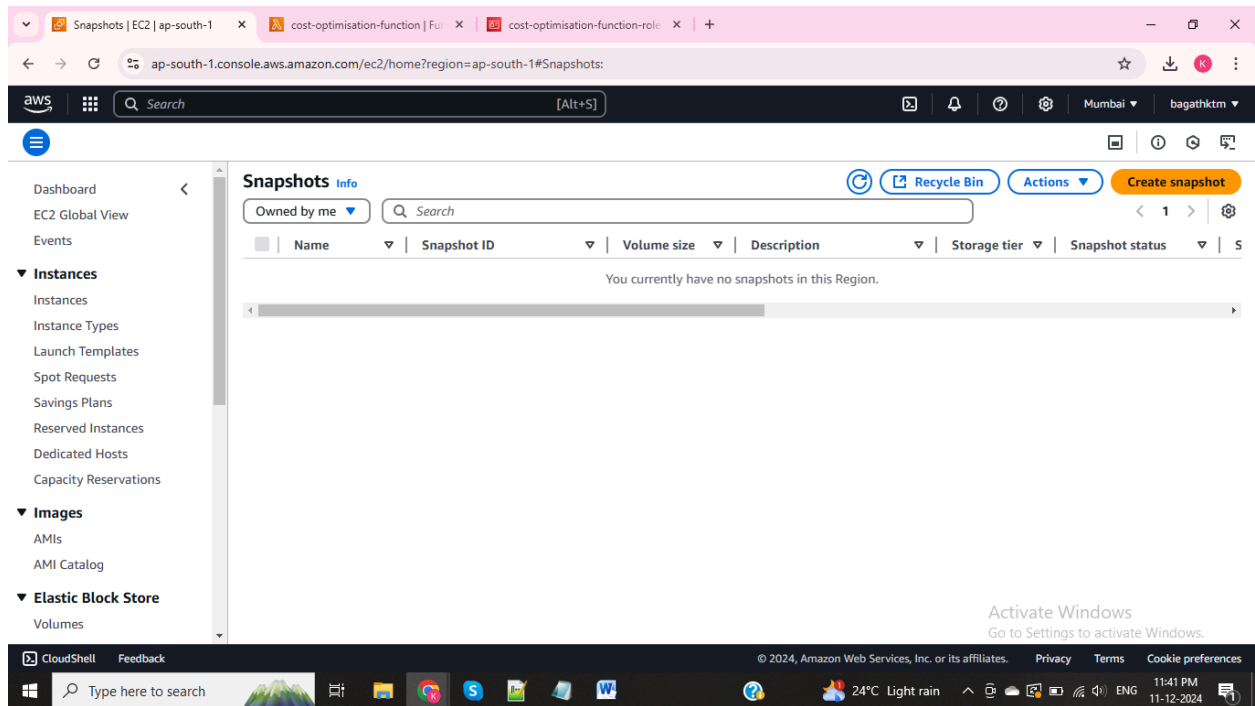 Snapshots | EC2 | ap-south-1
cost-optimisation-function | Fun
cost-optimisation-function-role
ap-south-1.console.aws.amazon.com/ec2/home?region=ap-south-1#Snapshots:
K
aws
Search
[Alt+S]
Mumbai
bagathktm
Dashboard
EC2 Global View
Events
Instances
Instances
Instance Types
Launch Templates
Spot Requests
Savings Plans
Reserved Instances
Dedicated Hosts
Capacity Reservations
Images
AMIs
AMI Catalog
Elastic Block Store
Volumes
Snapshots Info
Recycle Bin
Actions
Create snapshot
Owned by me
Search
1
Name
Snapshot ID
Volume size
Description
Storage tier
Snapshot status
S
You currently have no snapshots in this Region.
Activate Windows
Go to Settings to activate Windows.
CloudShell Feedback
© 2024, Amazon Web Services, Inc. or its affiliates. Privacy Terms Cookie preferences
Type here to search
24°C Light rain
ENG
11:41 PM
11-12-2024
1